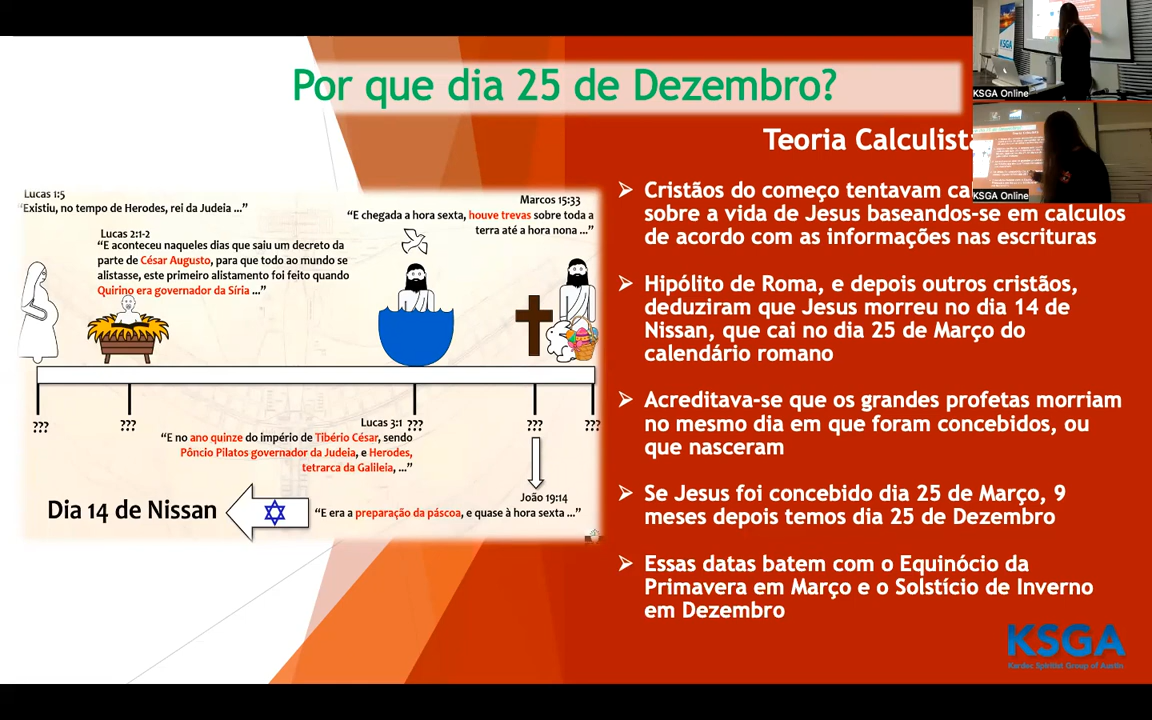 Por que dia 25 de Dezembro?
Teoria Calculista
Lucas 1:5
“Existiu, no tempo de Herodes, rei da Judeia ...”
Lucas 2:1-2
“E aconteceu naqueles dias que saiu um decreto da
parte de César Augusto, para que todo ao mundo se
alistasse, este primeiro alistamento foi feito quando
Quirino era governador da Síria ...”
Marcos 15:33
“E chegada a hora sexta, houve trevas sobre toda a
terra até a hora nona ...”
???
???
???
???
???
Lucas 3:1
“E no ano quinze do império de Tibério César, sendo
Pôncio Pilatos governador da Judeia, e Herodes,
tetrarca da Galileia, ...”
João 19:14
“E era a preparação da páscoa, e quase à hora sexta ...”
Dia 14 de Nissan
Cristãos do começo tentavam
sobre a vida de Jesus baseandos-se em calculos
de acordo com as informações nas escrituras
Hipólito de Roma, e depois outros cristãos,
deduziram que Jesus morreu no dia 14 de
Nissan, que cai no dia 25 de Março do
calendário romano
Acreditava-se que os grandes profetas morriam
no mesmo dia em que foram concebidos, ou
que nasceram
Se Jesus foi concebido dia 25 de Março, 9
meses depois temos dia 25 de Dezembro
Essas datas batem com o Equinócio da
Primavera em Março e o Solstício de Inverno
em Dezembro
KSGA
Kardec Spiritist Group of Austin
KSGA
KSGA Online
KSGA Online